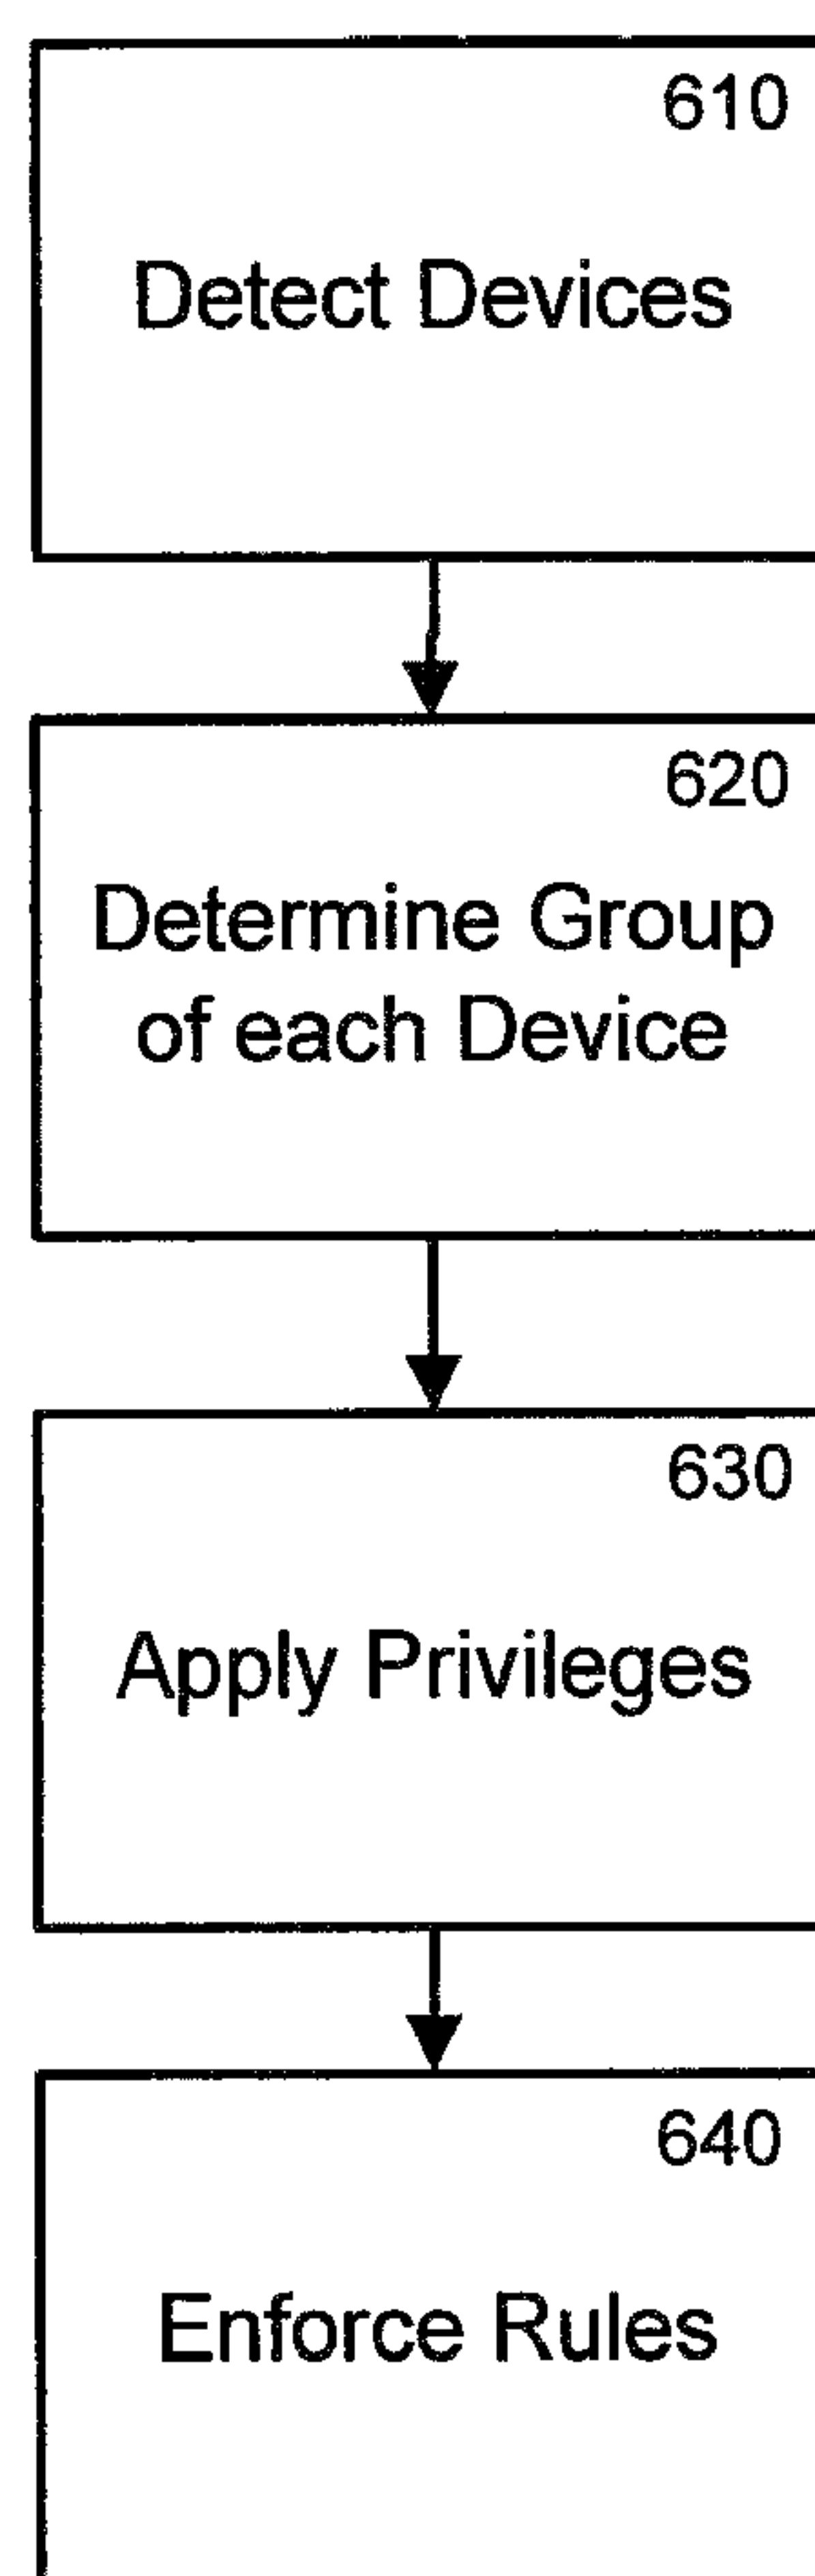 610
Detect Devices
620
Determine Group
of each Device
630
Apply Privileges
640
Enforce Rules